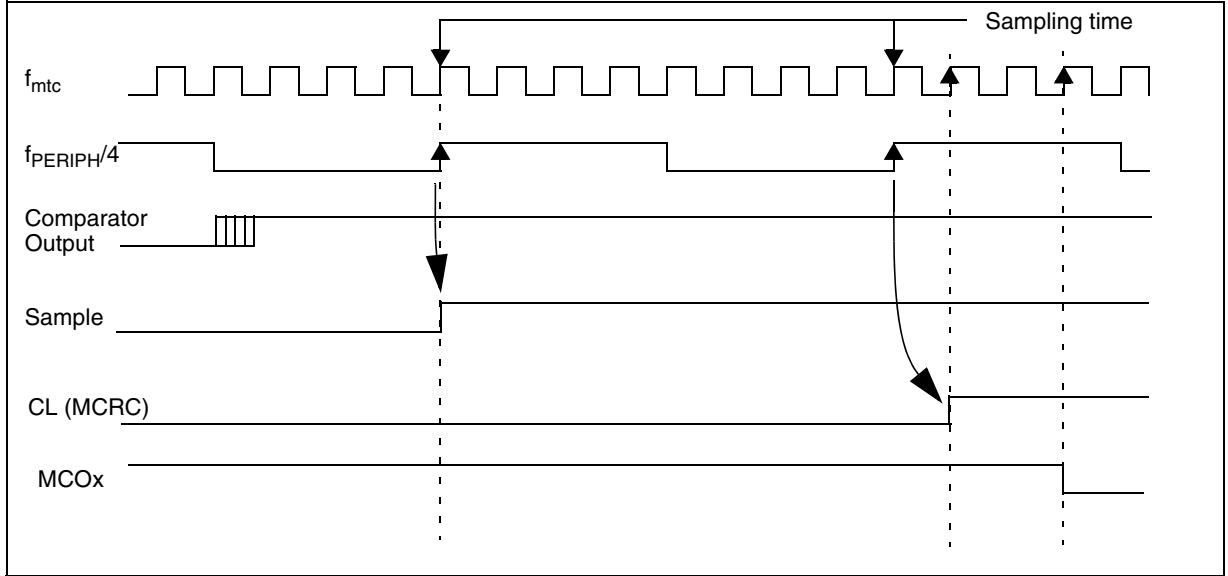 Sampling time
fmtc
fPERIPH/4
Comparator
Output
Sample
CL (MCRC)
MCOx